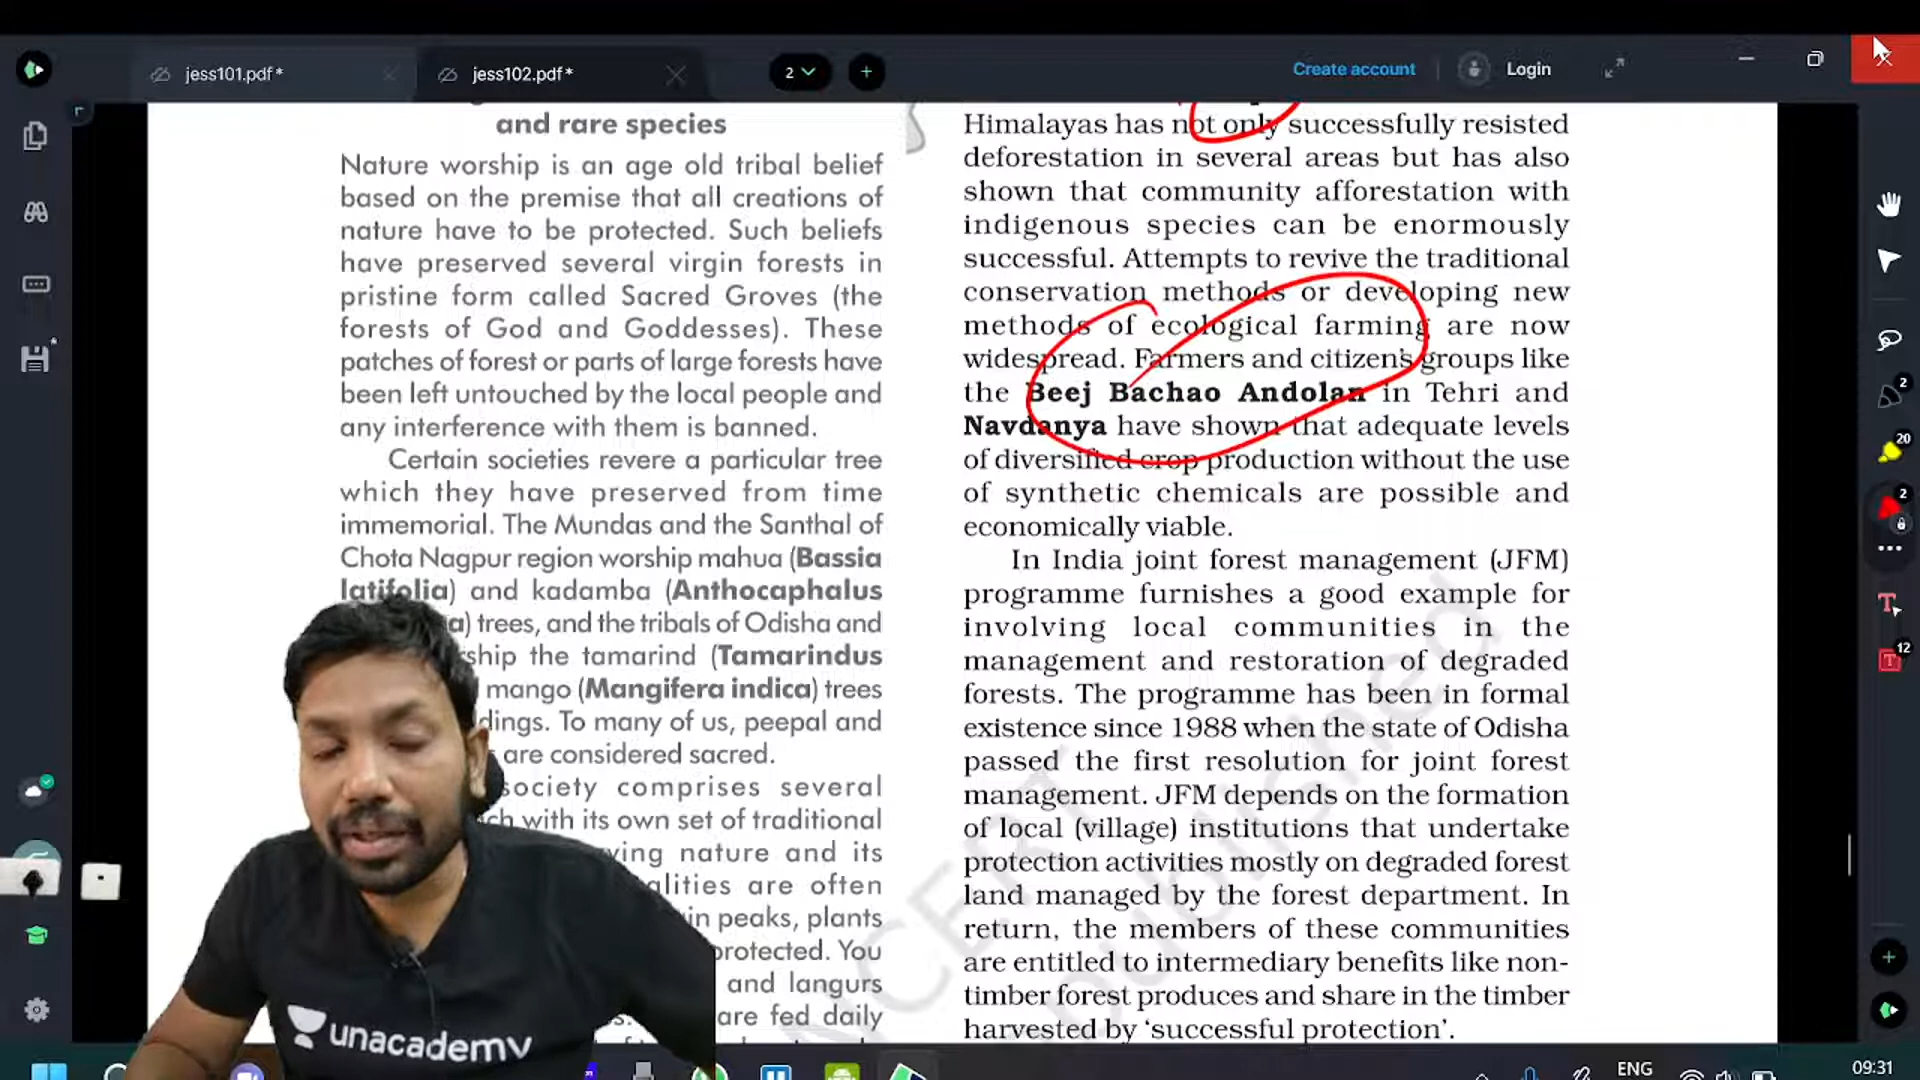 jess101.pdf*
jess102.pdf*
2
Create account
Login
and rare species
Nature worship is an age old tribal belief
based on the premise that all creations of
nature have to be protected. Such beliefs
have preserved several virgin forests in
pristine form called Sacred Groves (the
forests of God and Goddesses). These
patches of forest or parts of large forests have
been left untouched by the local people and
any interference with them is banned.
Certain societies revere a particular tree
which they have preserved from time
immemorial. The Mundas and the Santhal of
Chota Nagpur region worship mahua (Bassia
latifolia) and kadamba (Anthocaphalus
a) trees, and the tribals of Odisha and
ship the tamarind (Tamarindus
mango (Mangifera indica) trees
dings. To many of us, peepal and
are considered sacred.
society comprises several
ch with its own set of traditional
ving nature and its
alities are often
in peaks, plants
protected. You
and langurs
are fed daily
Himalayas has not only successfully resisted
deforestation in several areas but has also
shown that community afforestation with
indigenous species can be enormously
successful. Attempts to revive the traditional
conservation methods or developing new
methods of ecological farming are now
widespread. Farmers and citizen's groups like
the Beej Bachao Andolan in Tehri and
Navdanya have shown that adequate levels
of diversified crop production without the use
of synthetic chemicals are possible and
economically viable.
In India joint forest management (JFM)
programme furnishes a good example for
involving local communities in the
management and restoration of degraded
forests. The programme has been in formal
existence since 1988 when the state of Odisha
passed the first resolution for joint forest
management. JFM depends on the formation
of local (village) institutions that undertake
protection activities mostly on degraded forest
land managed by the forest department. In
return, the members of these communities
are entitled to intermediary benefits like non-
timber forest produces and share in the timber
harvested by 'successful protection'.
NCERT
published
unacademy
2
20
2
12
ENG
09:31